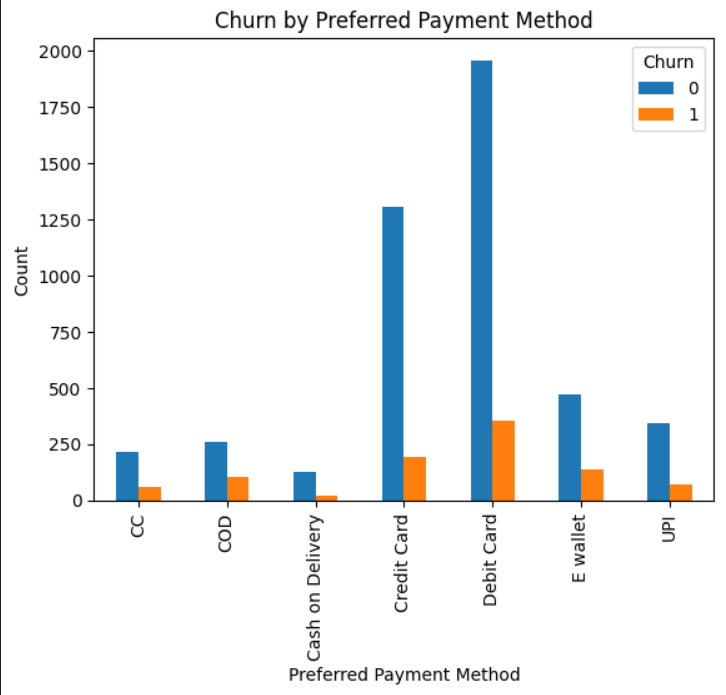 Churn by Preferred Payment Method
Churn
0
1
2000
1750
1500
1250
1000
750
500
250
0
Count
CC
COD
Cash on Delivery
Credit Card
Debit Card
E wallet
UPI
Preferred Payment Method